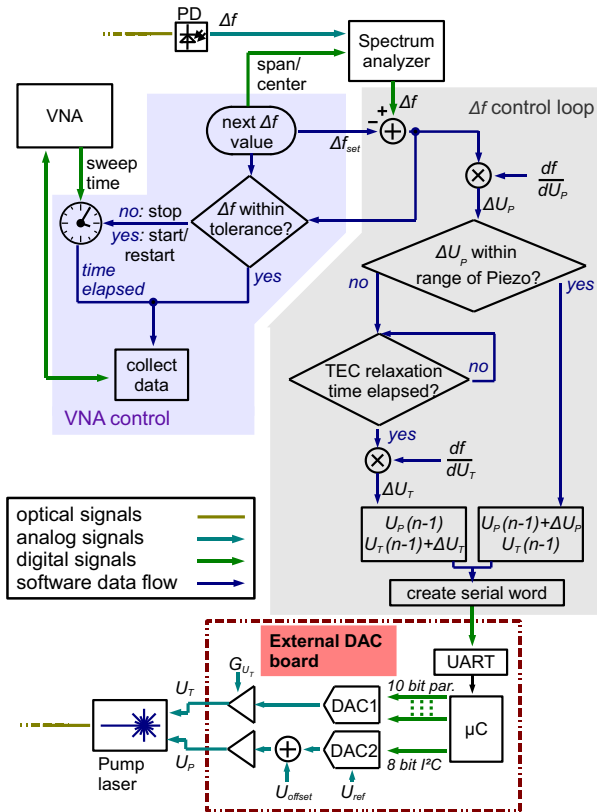 PD
Δf
Spectrum
analyzer
span/
center
VNA
sweep
time
next Δf
value
Δf_set
−
+
Δf
Δf control loop
df
dU_P
ΔU_P
Δf within
tolerance?
no: stop
yes: start/
restart
time
elapsed
yes
collect
data
VNA control
ΔU_P within
range of Piezo?
no
yes
TEC relaxation
time elapsed?
no
yes
df
dU_T
ΔU_T
U_P(n-1)
U_T(n-1)+ΔU_T
U_P(n-1)+ΔU_P
U_T(n-1)
create serial word
optical signals
analog signals
digital signals
software data flow
External DAC
board
UART
G_U_T
U_T
DAC1
10 bit par.
µC
DAC2
8 bit I²C
U_P
U_offset
U_ref
Pump
laser